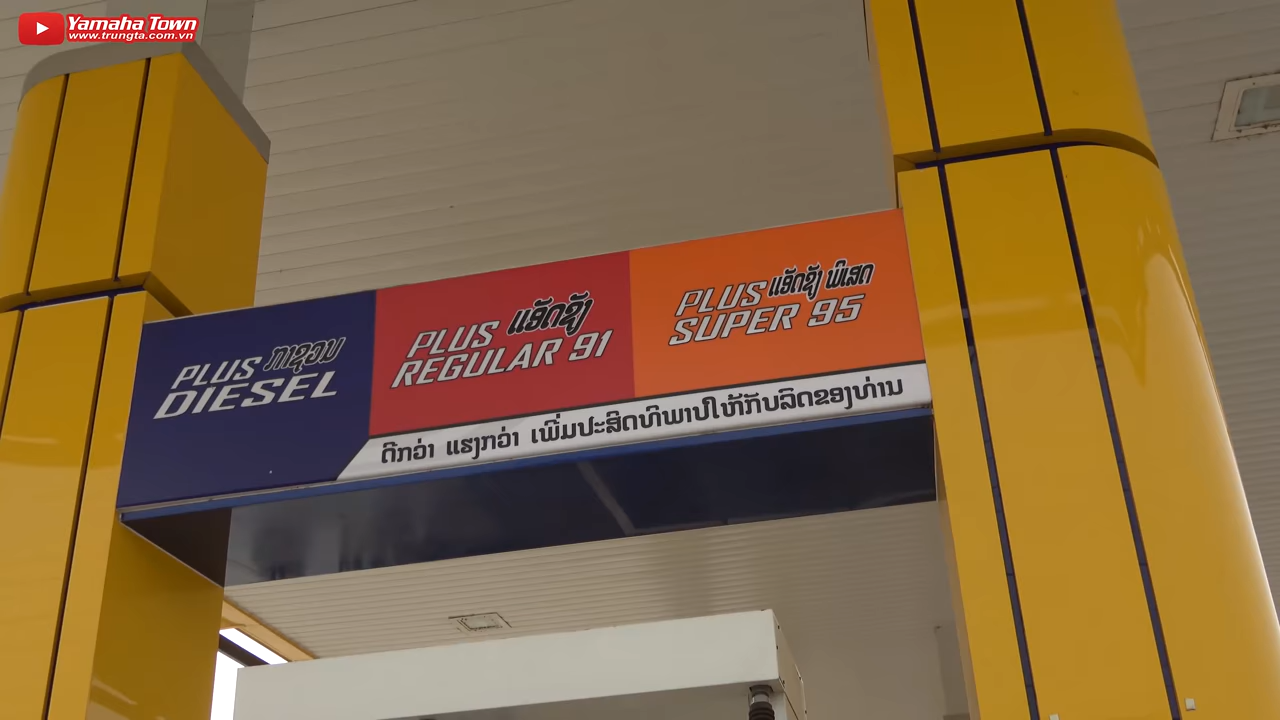 Yamaha Town
www.trungta.com.vn
PLUS ກາຊວນ
DIESEL
PLUS ແອັດຊັງ
REGULAR 91
PLUS ແອັດຊັງ ພິເສດ
SUPER 95
ດີກວ່າ ແຮງກວ່າ ເພີ່ມປະສິດທິພາບໃຫ້ກັບລົດຂອງທ່ານ